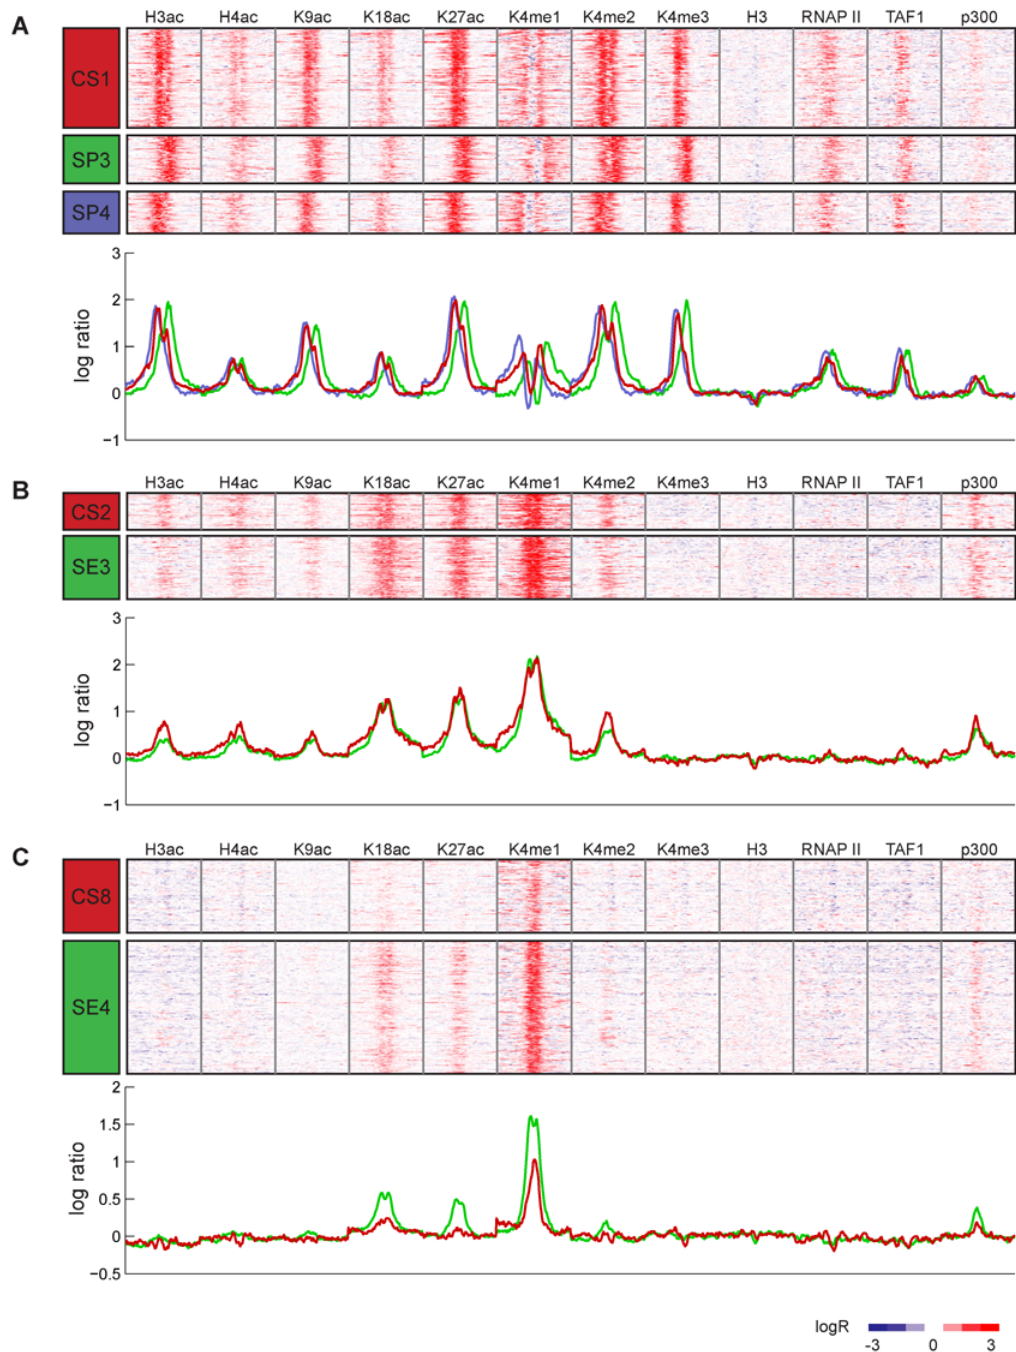 A
H3ac H4ac K9ac K18ac K27ac K4me1 K4me2 K4me3 H3 RNAP II TAF1 p300
CS1
SP3
SP4
3
2
1
0
−1
log ratio
B
H3ac H4ac K9ac K18ac K27ac K4me1 K4me2 K4me3 H3 RNAP II TAF1 p300
CS2
SE3
3
2
1
0
−1
log ratio
C
H3ac H4ac K9ac K18ac K27ac K4me1 K4me2 K4me3 H3 RNAP II TAF1 p300
CS8
SE4
2
1.5
1
0.5
0
−0.5
log ratio
logR
-3 0 3